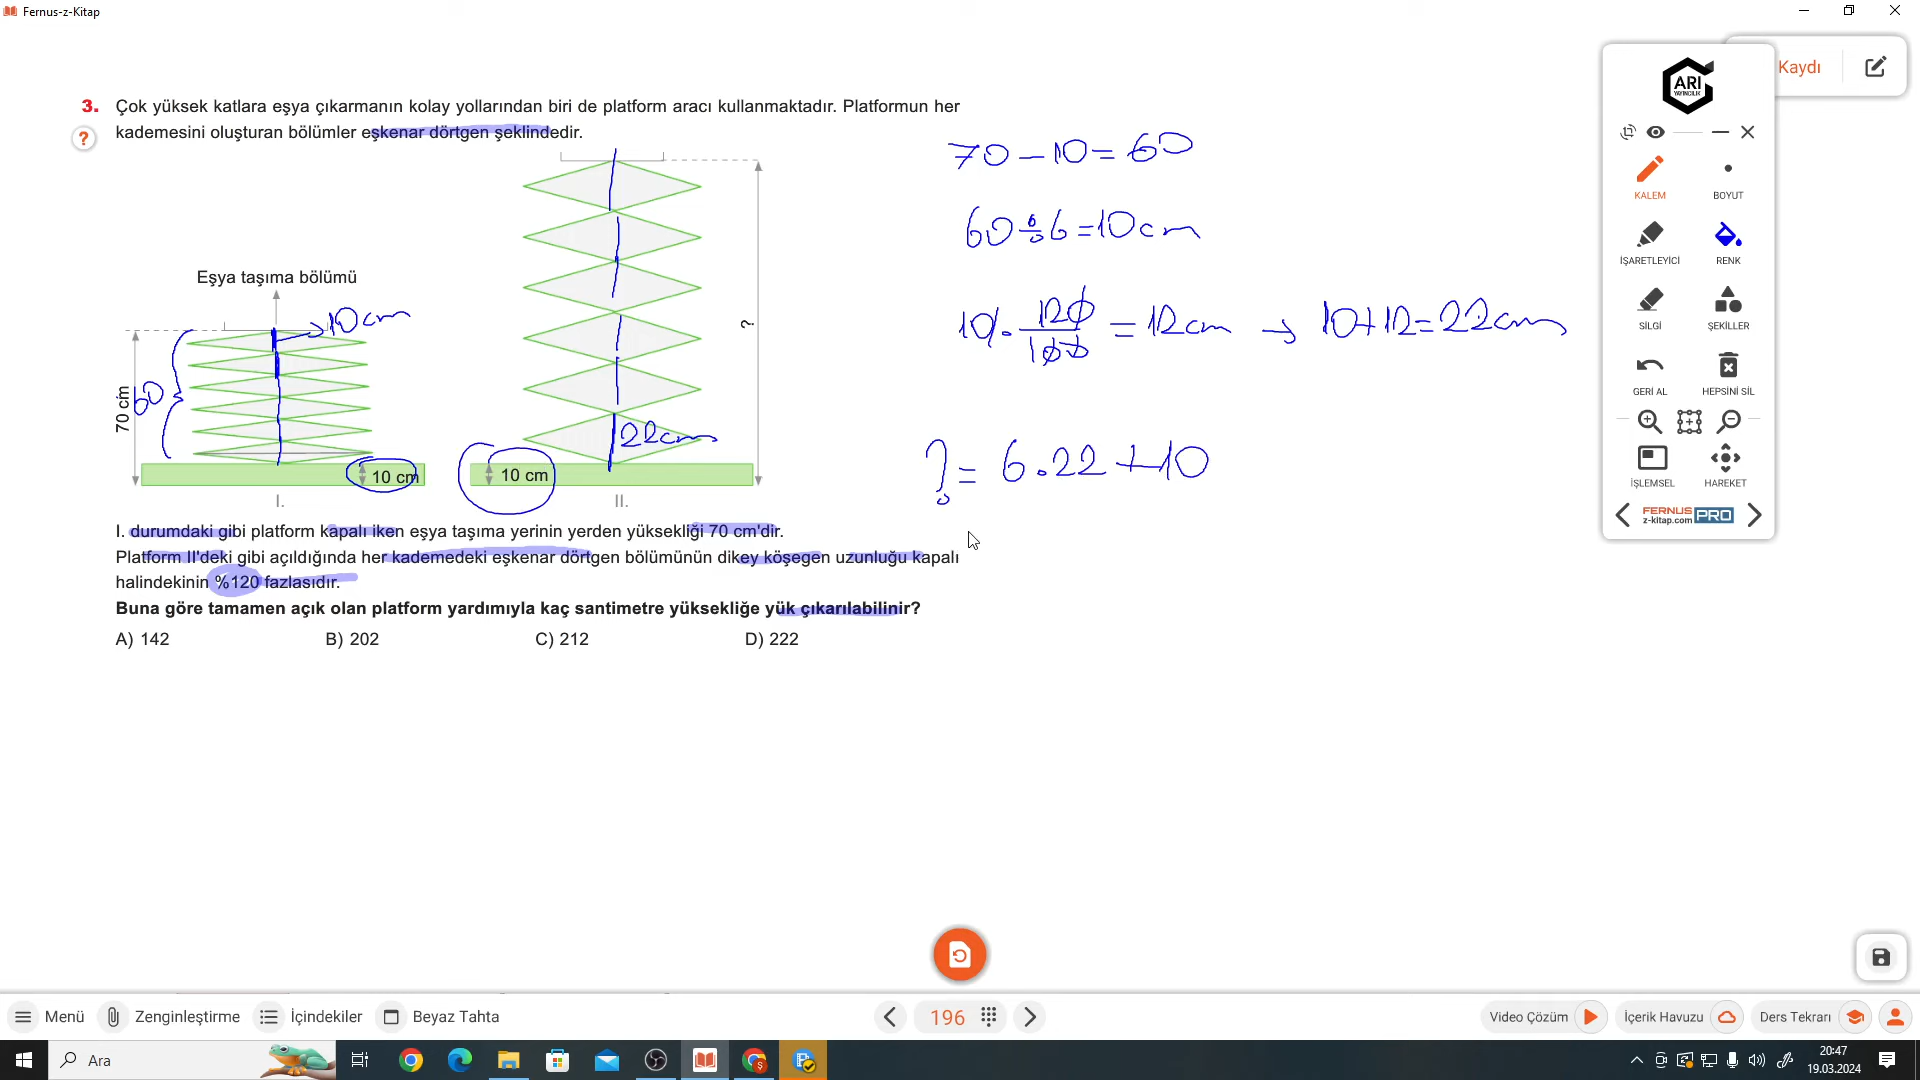 Fernus-z-Kitap
3. Çok yüksek katlara eşya çıkarmanın kolay yollarından biri de platform aracı kullanmaktadır. Platformun her
? kademesini oluşturan bölümler eşkenar dörtgen şeklindedir.
Eşya taşıma bölümü
10cm
60
70 cm
10 cm
I.
?
22cm
10 cm
II.
70-10=60
60÷6=10cm
10. 120/100 = 12cm → 10+12=22cm
?= 6.22+10
I. durumdaki gibi platform kapalı iken eşya taşıma yerinin yerden yüksekliği 70 cm'dir.
Platform II'deki gibi açıldığında her kademedeki eşkenar dörtgen bölümünün dikey köşegen uzunluğu kapalı
halindekinin %120 fazlasıdır.
Buna göre tamamen açık olan platform yardımıyla kaç santimetre yüksekliğe yük çıkarılabilinir?
A) 142 B) 202 C) 212 D) 222
Kaydı
ARI
YAYINCILIK
KALEM BOYUT
İŞARETLEYİCİ RENK
SİLGİ ŞEKİLLER
GERİ AL HEPSİNİ SİL
İŞLEMSEL HAREKET
FERNUS PRO
z-kitap.com
Menü Zenginleştirme İçindekiler Beyaz Tahta 196 Video Çözüm İçerik Havuzu Ders Tekrarı
Ara
20:47
19.03.2024